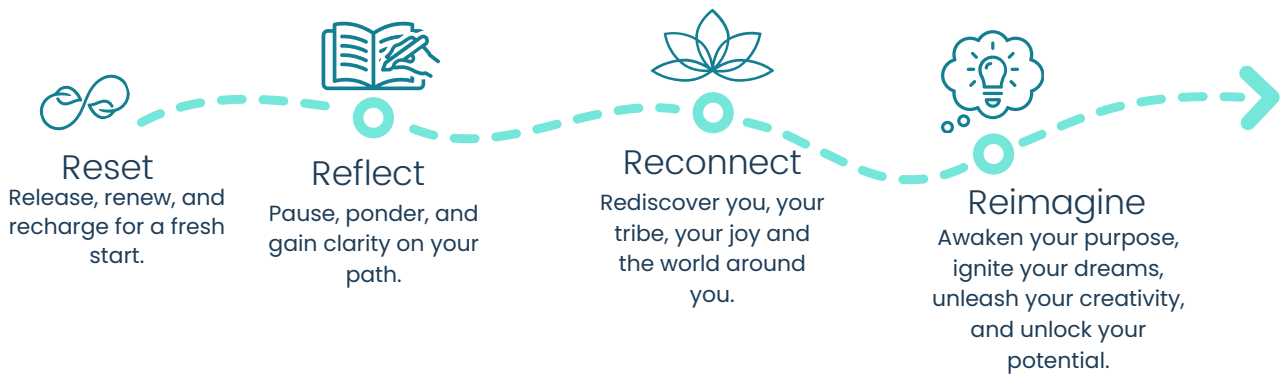 Reset
Release, renew, and
recharge for a fresh
start.
Reflect
Pause, ponder, and
gain clarity on your
path.
Reconnect
Rediscover you, your
tribe, your joy and
the world around
you.
Reimagine
Awaken your purpose,
ignite your dreams,
unleash your creativity,
and unlock your
potential.